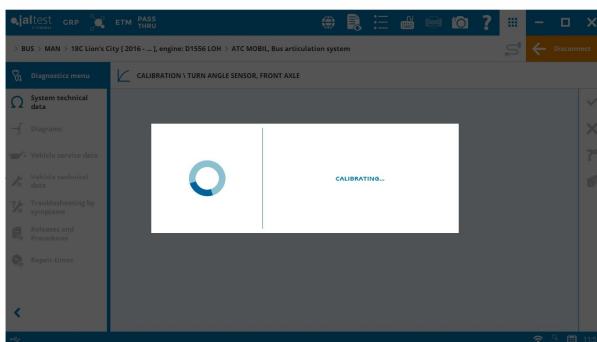 jaltest GRP ETM PASS THRU ?
> BUS > MAN > 18C Lion's City [ 2016 - ... ], engine: D1556 LOH > ATC MOBIL, Bus articulation system
Disconnect
Diagnostics menu
CALIBRATION \ TURN ANGLE SENSOR, FRONT AXLE
System technical data
Diagrams
Vehicle service data
Vehicle technical data
Troubleshooting by symptoms
Releases and Procedures
Repair times
CALIBRATING...